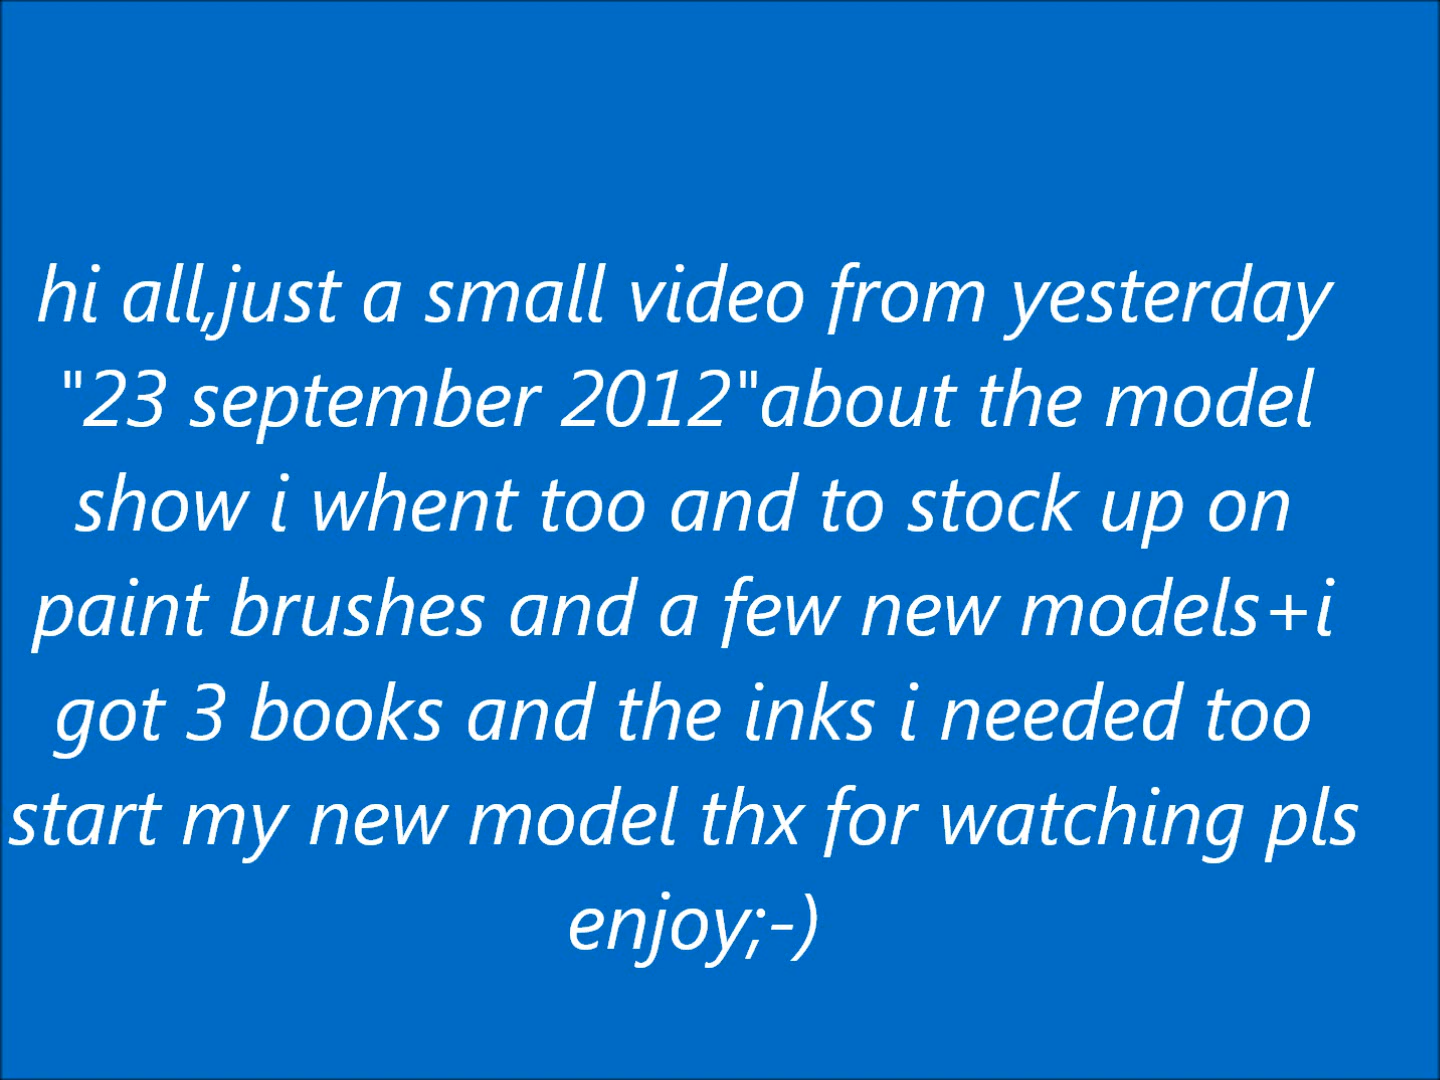 hi all,just a small video from yesterday
"23 september 2012"about the model
show i whent too and to stock up on
paint brushes and a few new models+i
got 3 books and the inks i needed too
start my new model thx for watching pls
enjoy;-)